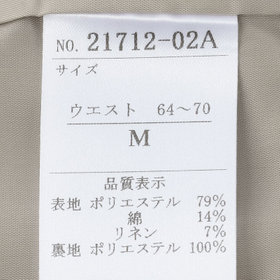 NO. 21712-02A
サイズ
ウエスト 64～70
M
品質表示
表地 ポリエステル 79%
綿 14%
リネン 7%
裏地 ポリエステル 100%